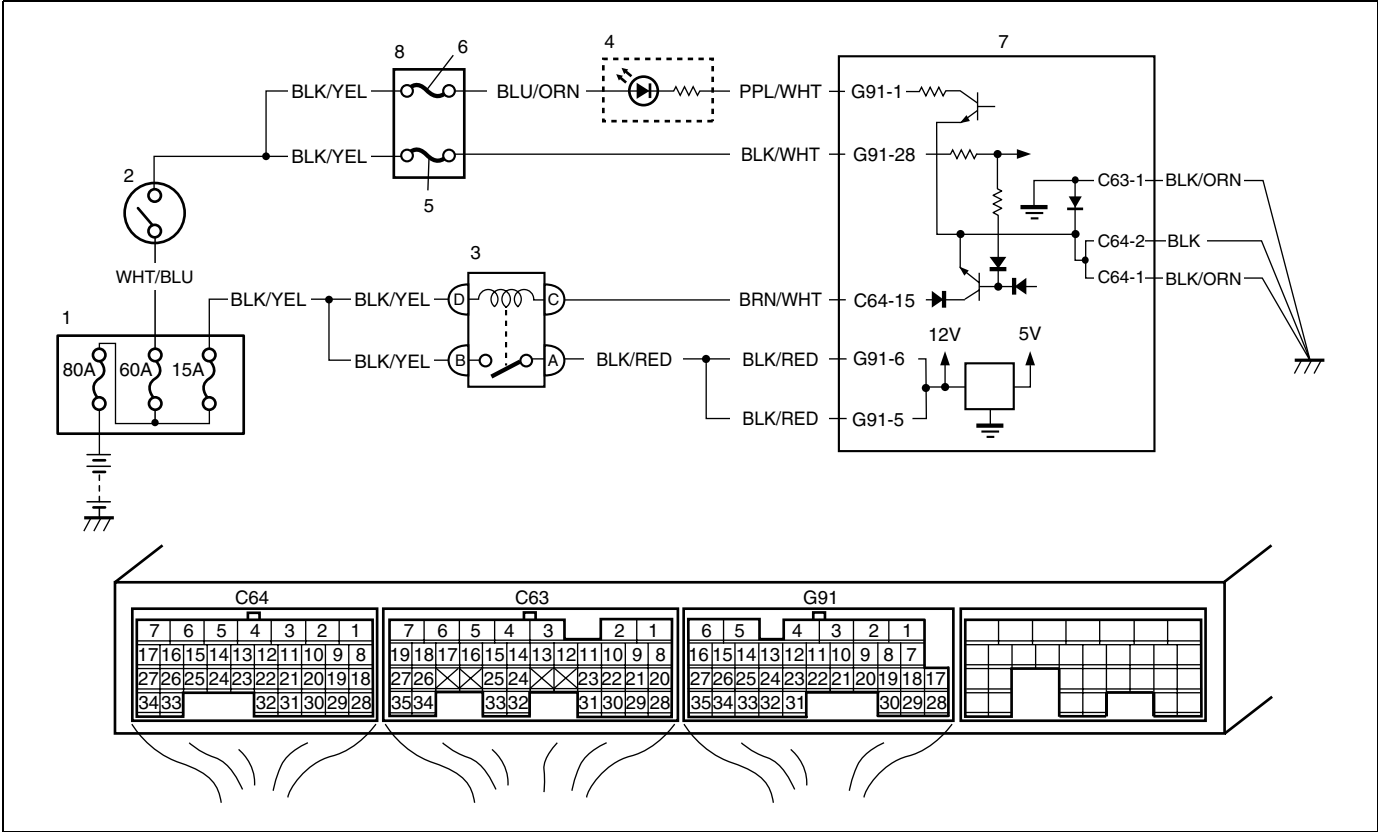 8 6 4 7
BLK/YEL BLU/ORN PPL/WHT G91-1
BLK/YEL BLK/WHT G91-28
2 5
C63-1 BLK/ORN
C64-2 BLK
C64-1 BLK/ORN
WHT/BLU 3
BLK/YEL BLK/YEL D C BRN/WHT C64-15
1 12V 5V
BLK/YEL B A BLK/RED BLK/RED G91-6
80A 60A 15A
BLK/RED G91-5
C64 C63 G91
7 6 5 4 3 2 1 7 6 5 4 3 2 1 6 5 4 3 2 1
17 16 15 14 13 12 11 10 9 8 19 18 17 16 15 14 13 12 11 10 9 8 16 15 14 13 12 11 10 9 8 7
27 26 25 24 23 22 21 20 19 18 27 26 25 24 23 22 21 20 27 26 25 24 23 22 21 20 19 18 17
34 33 32 31 30 29 28 35 34 33 32 31 30 29 28 35 34 33 32 31 30 29 28